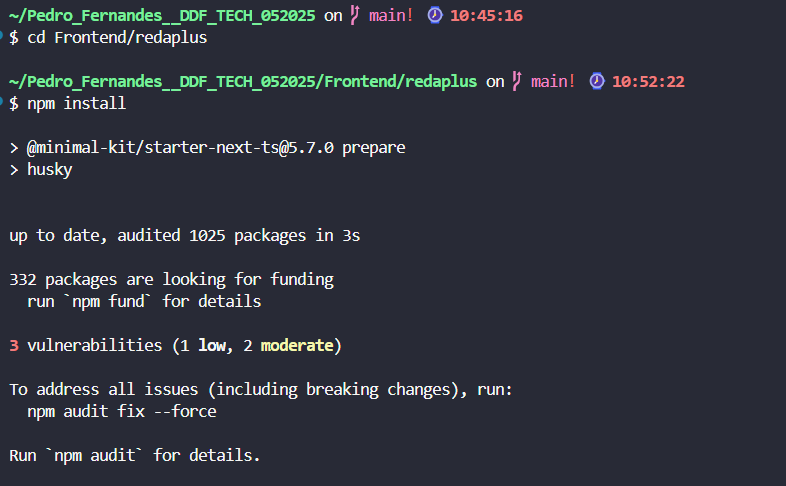 ~/Pedro_Fernandes__DDF_TECH_052025 on main! 10:45:16
$ cd Frontend/redaplus
~/Pedro_Fernandes__DDF_TECH_052025/Frontend/redaplus on main! 10:52:22
$ npm install
> @minimal-kit/starter-next-ts@5.7.0 prepare
> husky
up to date, audited 1025 packages in 3s
332 packages are looking for funding
run `npm fund` for details
3 vulnerabilities (1 low, 2 moderate)
To address all issues (including breaking changes), run:
npm audit fix --force
Run `npm audit` for details.